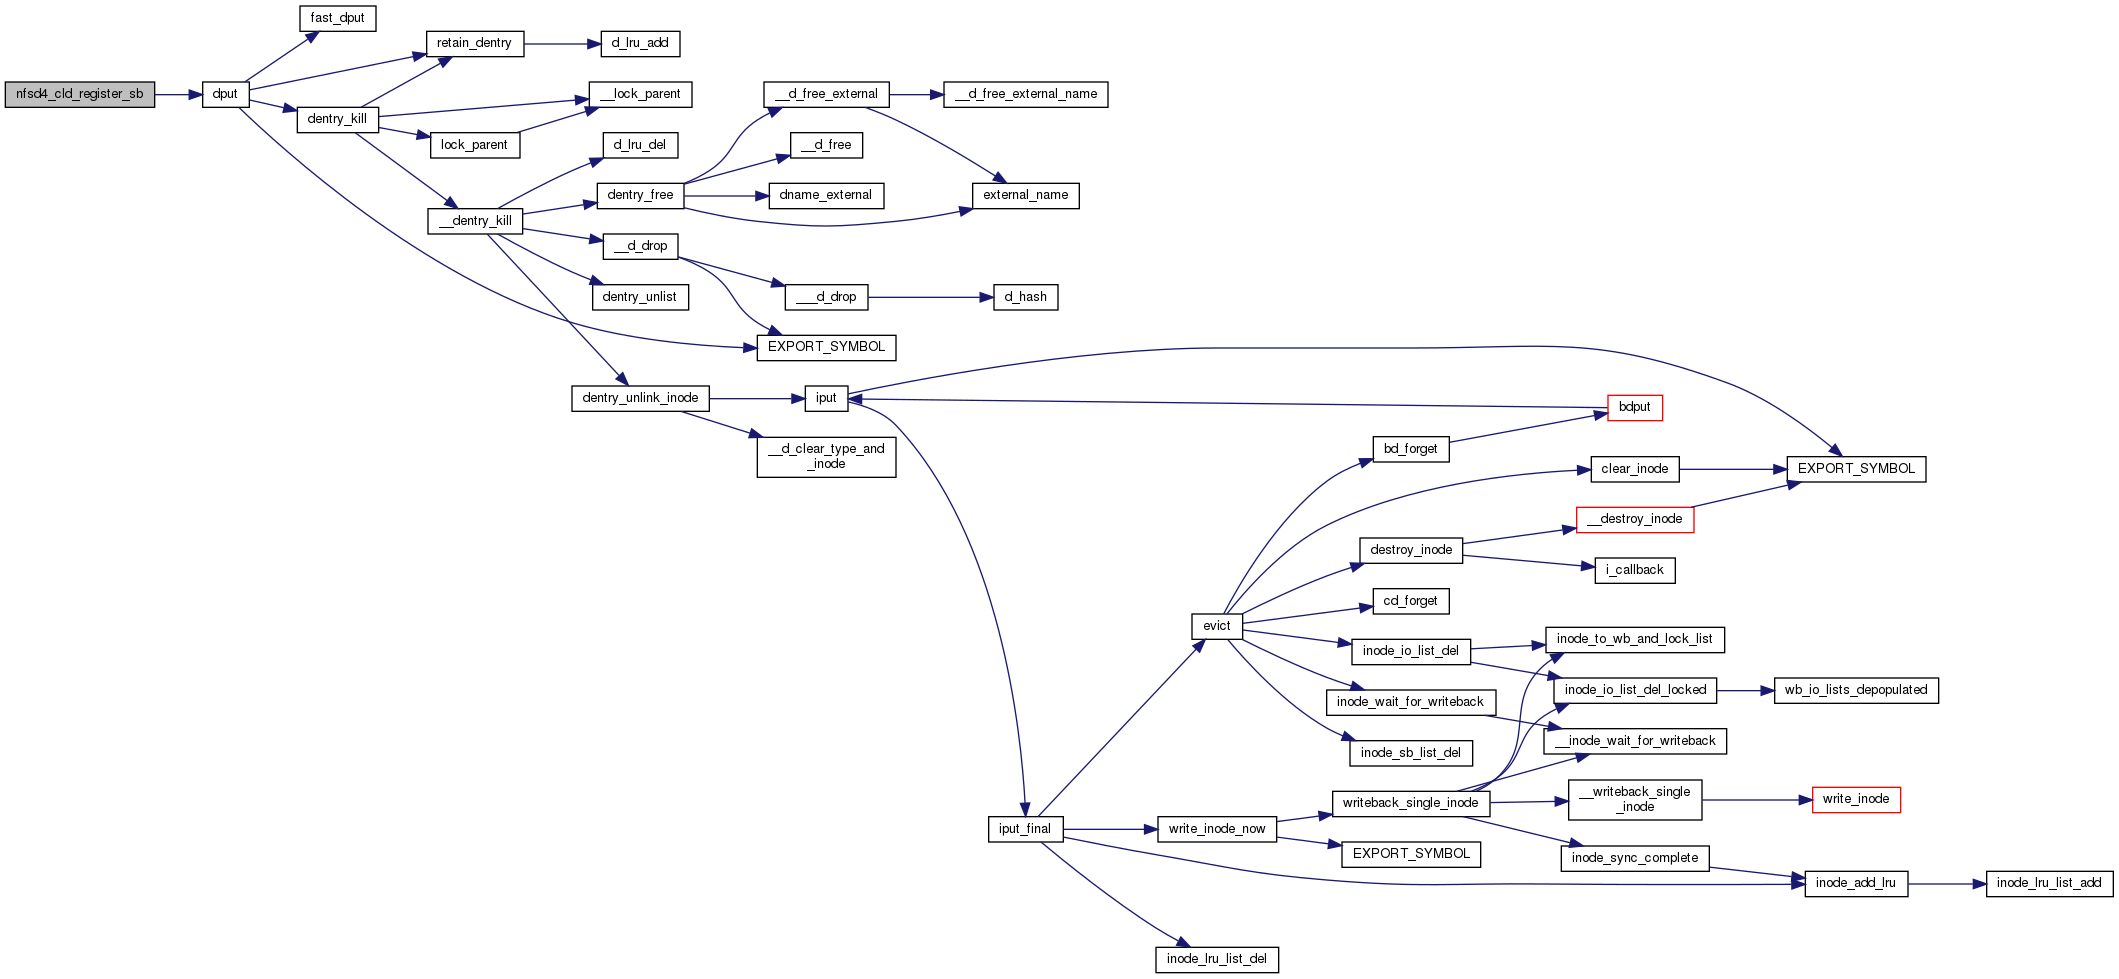 fast_dput
retain_dentry
d_lru_add
nfsd4_cld_register_sb
dput
__lock_parent
__d_free_external
__d_free_external_name
dentry_kill
lock_parent
d_lru_del
__d_free
dentry_free
dname_external
external_name
__dentry_kill
__d_drop
dentry_unlist
___d_drop
d_hash
EXPORT_SYMBOL
dentry_unlink_inode
iput
bdput
__d_clear_type_and
_inode
bd_forget
clear_inode
EXPORT_SYMBOL
__destroy_inode
destroy_inode
i_callback
cd_forget
evict
inode_to_wb_and_lock_list
inode_io_list_del
inode_io_list_del_locked
wb_io_lists_depopulated
inode_wait_for_writeback
__inode_wait_for_writeback
inode_sb_list_del
writeback_single_inode
__writeback_single
_inode
write_inode
iput_final
write_inode_now
EXPORT_SYMBOL
inode_sync_complete
inode_add_lru
inode_lru_list_add
inode_lru_list_del